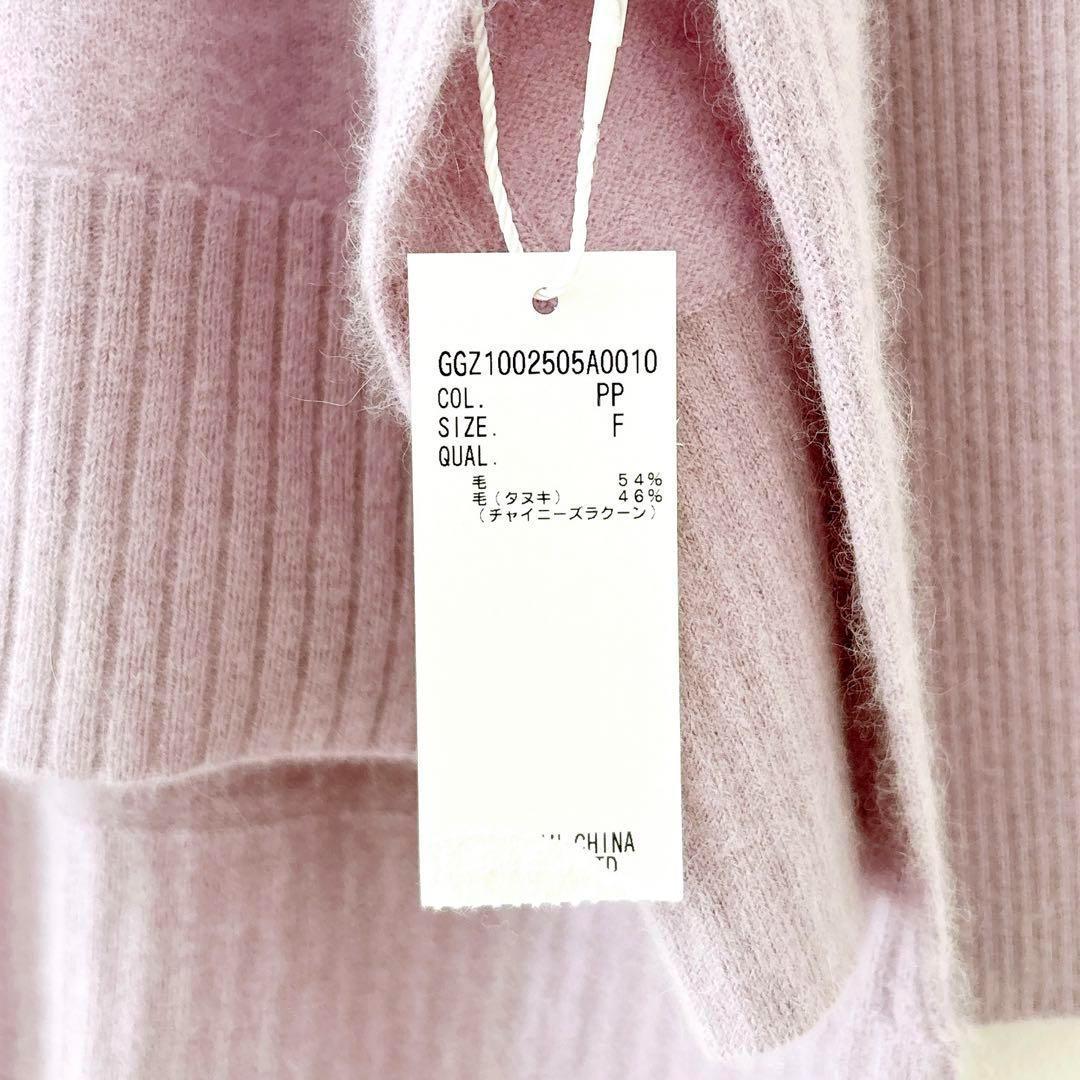 GGZ1002505A0010
COL. PP
SIZE. F
QUAL.
毛 54%
毛(タヌキ) 46%
(チャイニーズラクーン)
CHINA